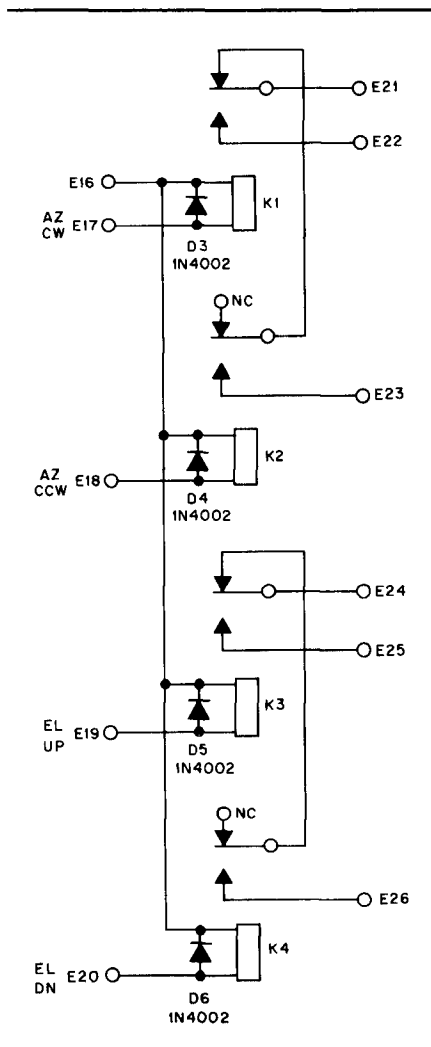 E21
E22
E16
AZ
CW E17
K1
D3
1N4002
NC
E23
K2
AZ
CCW E18
D4
1N4002
E24
E25
K3
EL
UP E19
D5
1N4002
NC
E26
K4
EL
DN E20
D6
1N4002